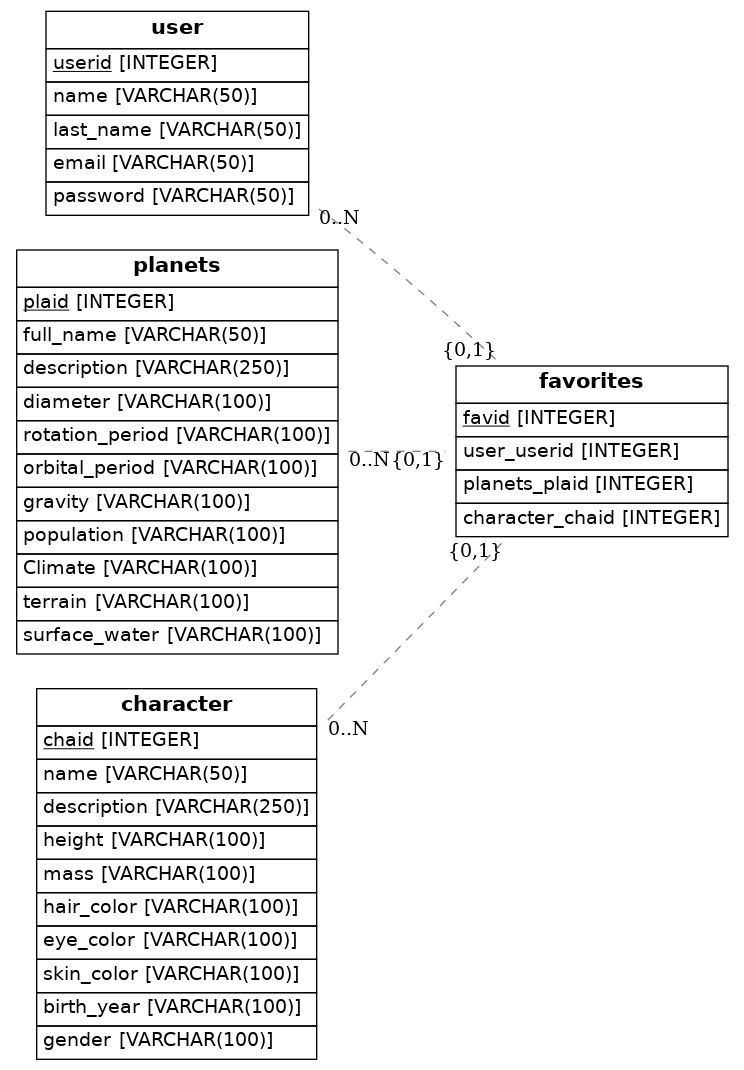 user
userid [INTEGER]
name [VARCHAR(50)]
last_name [VARCHAR(50)]
email [VARCHAR(50)]
password [VARCHAR(50)]
0..N
{0,1}
planets
plaid [INTEGER]
full_name [VARCHAR(50)]
description [VARCHAR(250)]
diameter [VARCHAR(100)]
rotation_period [VARCHAR(100)]
orbital_period [VARCHAR(100)]
gravity [VARCHAR(100)]
population [VARCHAR(100)]
Climate [VARCHAR(100)]
terrain [VARCHAR(100)]
surface_water [VARCHAR(100)]
0..N
{0,1}
favorites
favid [INTEGER]
user_userid [INTEGER]
planets_plaid [INTEGER]
character_chaid [INTEGER]
{0,1}
0..N
character
chaid [INTEGER]
name [VARCHAR(50)]
description [VARCHAR(250)]
height [VARCHAR(100)]
mass [VARCHAR(100)]
hair_color [VARCHAR(100)]
eye_color [VARCHAR(100)]
skin_color [VARCHAR(100)]
birth_year [VARCHAR(100)]
gender [VARCHAR(100)]